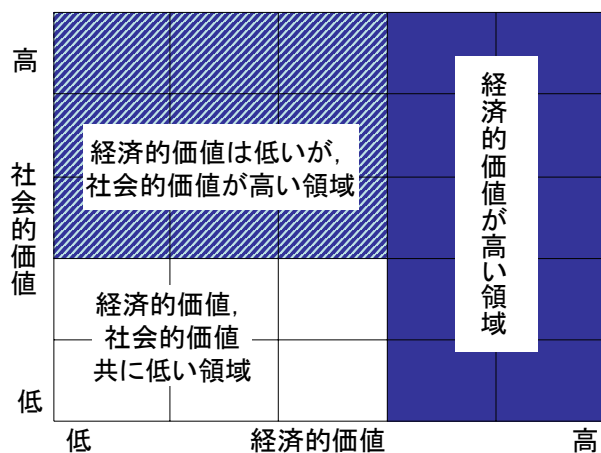 高
社会的価値
低
経済的価値は低いが，
社会的価値が高い領域
経済的価値，
社会的価値
共に低い領域
経済的価値が高い領域
低
経済的価値
高